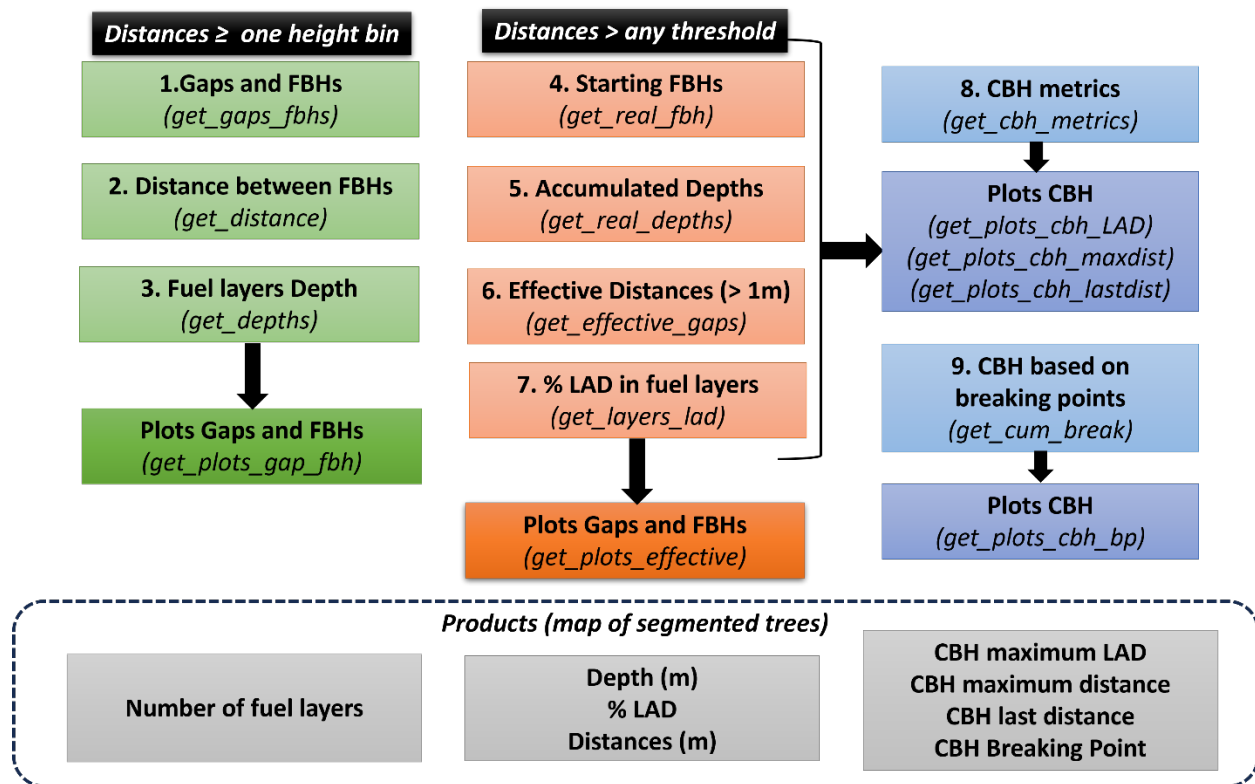 Distances ≥ one height bin
1.Gaps and FBHs
(get_gaps_fbhs)
2. Distance between FBHs
(get_distance)
3. Fuel layers Depth
(get_depths)
Plots Gaps and FBHs
(get_plots_gap_fbh)
Distances > any threshold
4. Starting FBHs
(get_real_fbh)
5. Accumulated Depths
(get_real_depths)
6. Effective Distances (> 1m)
(get_effective_gaps)
7. % LAD in fuel layers
(get_layers_lad)
Plots Gaps and FBHs
(get_plots_effective)
8. CBH metrics
(get_cbh_metrics)
Plots CBH
(get_plots_cbh_LAD)
(get_plots_cbh_maxdist)
(get_plots_cbh_lastdist)
9. CBH based on
breaking points
(get_cum_break)
Plots CBH
(get_plots_cbh_bp)
Products (map of segmented trees)
Number of fuel layers
Depth (m)
% LAD
Distances (m)
CBH maximum LAD
CBH maximum distance
CBH last distance
CBH Breaking Point